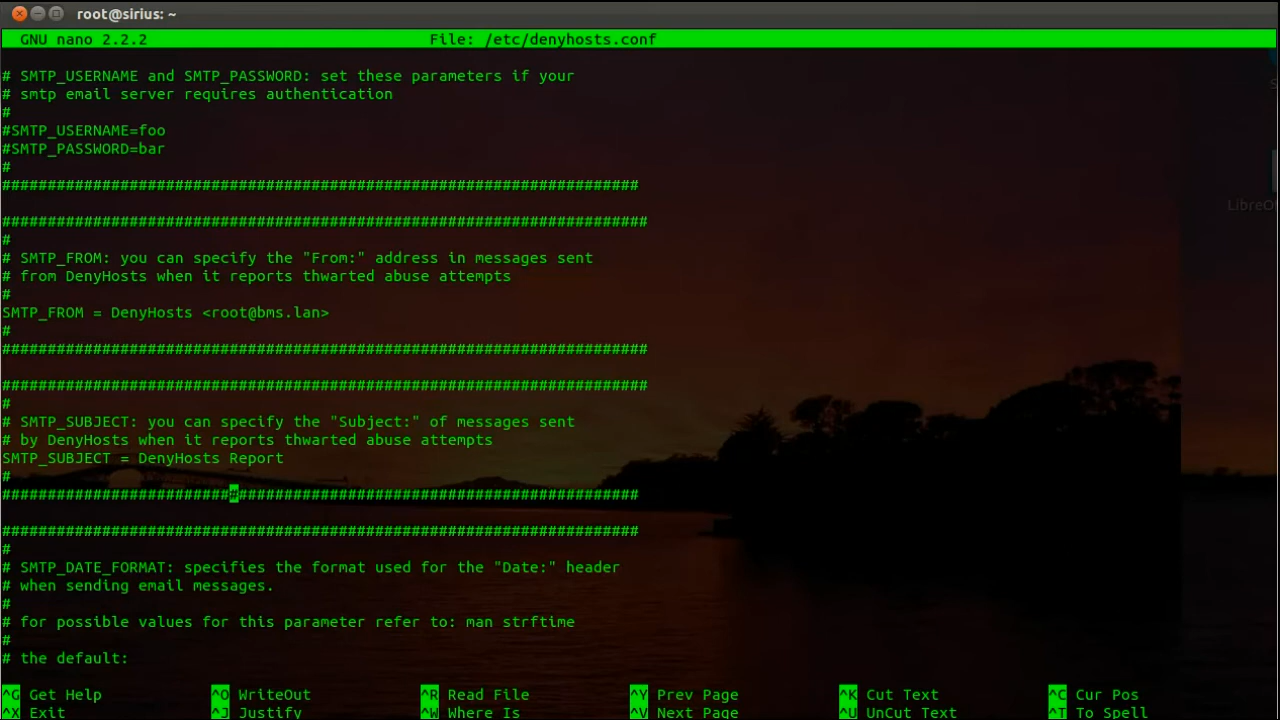 root@sirius: ~
GNU nano 2.2.2 File: /etc/denyhosts.conf
# SMTP_USERNAME and SMTP_PASSWORD: set these parameters if your
# smtp email server requires authentication
#
#SMTP_USERNAME=foo
#SMTP_PASSWORD=bar
#
######################################################################

#######################################################################
#
# SMTP_FROM: you can specify the "From:" address in messages sent
# from DenyHosts when it reports thwarted abuse attempts
#
SMTP_FROM = DenyHosts <root@bms.lan>
#
#######################################################################

#######################################################################
#
# SMTP_SUBJECT: you can specify the "Subject:" of messages sent
# by DenyHosts when it reports thwarted abuse attempts
SMTP_SUBJECT = DenyHosts Report
#
######################################################################

######################################################################
#
# SMTP_DATE_FORMAT: specifies the format used for the "Date:" header
# when sending email messages.
#
# for possible values for this parameter refer to: man strftime
#
# the default:
^G Get Help ^O WriteOut ^R Read File ^Y Prev Page ^K Cut Text ^C Cur Pos
^X Exit ^J Justify ^W Where Is ^V Next Page ^U UnCut Text ^T To Spell